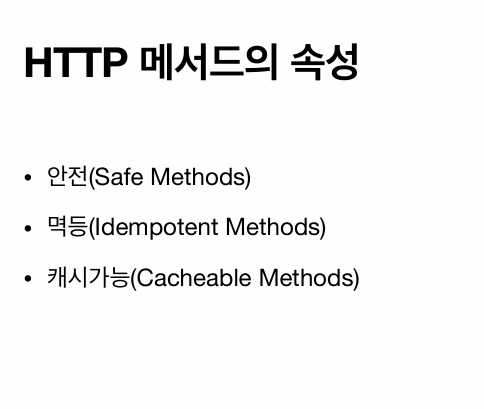 HTTP 메서드의 속성
• 안전(Safe Methods)
• 멱등(Idempotent Methods)
• 캐시가능(Cacheable Methods)